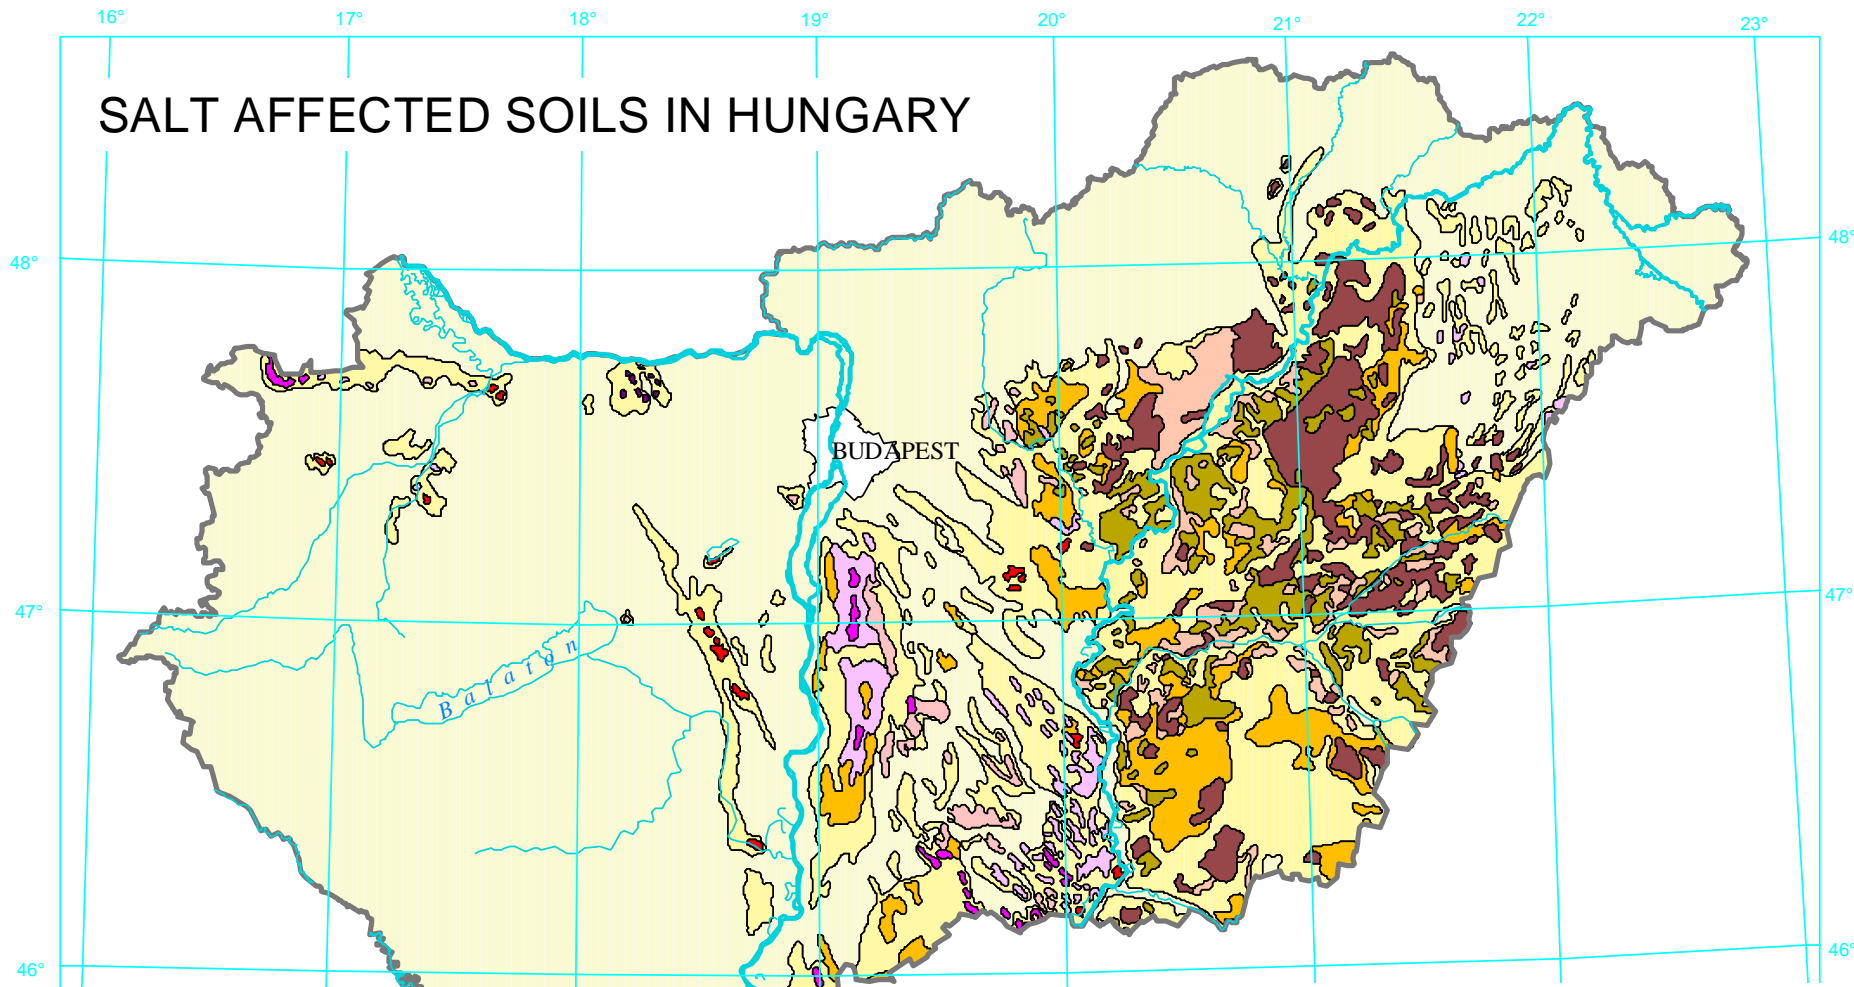 16° 17° 18° 19° 20° 21° 22° 23°
SALT AFFECTED SOILS IN HUNGARY
48° 48°
BUDAPEST
47° 47°
Balaton
46° 46°